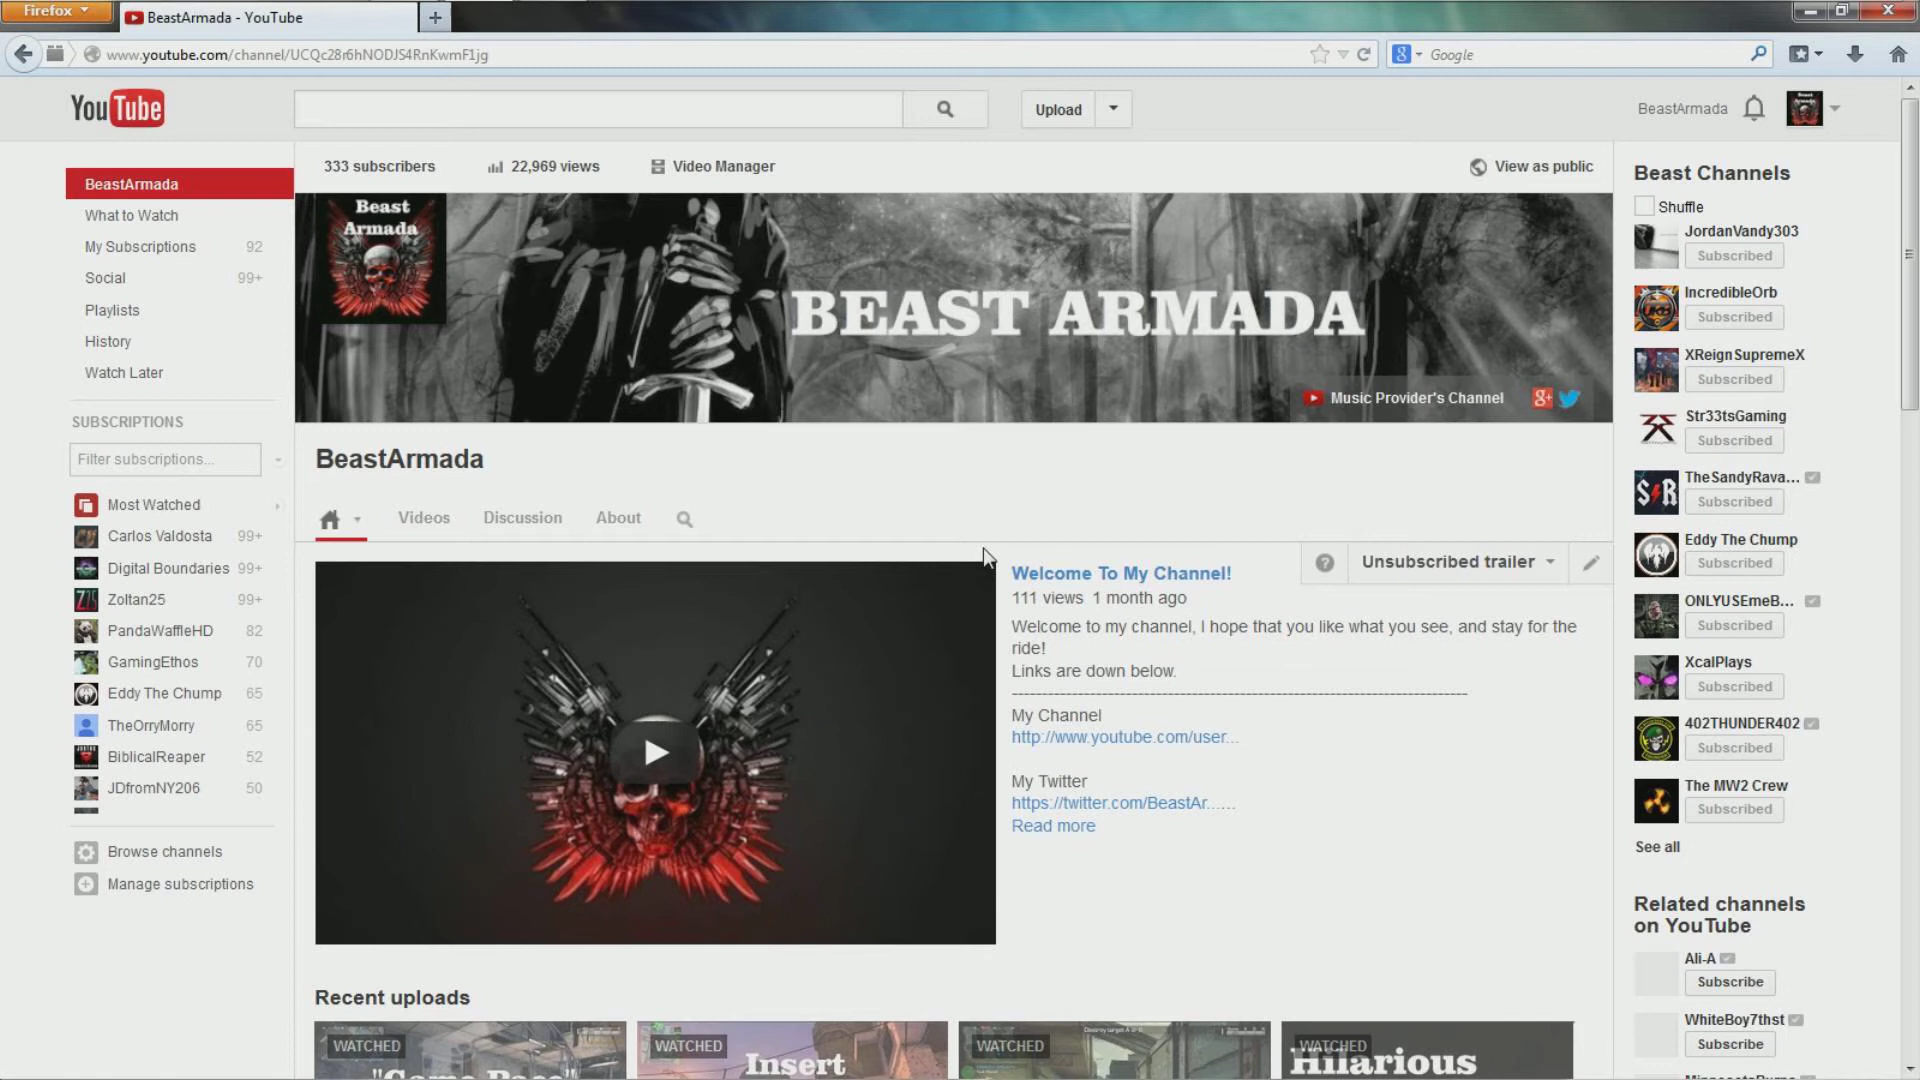 Firefox
BeastArmada - YouTube
www.youtube.com/channel/UCQc28r6hNODJS4RnKwmF1jg
Google
YouTube
Upload
BeastArmada
BeastArmada
What to Watch
My Subscriptions 92
Social 99+
Playlists
History
Watch Later
SUBSCRIPTIONS
Filter subscriptions...
Most Watched
Carlos Valdosta 99+
Digital Boundaries 99+
Zoltan25 99+
PandaWaffleHD 82
GamingEthos 70
Eddy The Chump 65
TheOrryMorry 65
BiblicalReaper 52
JDfromNY206 50
Browse channels
Manage subscriptions
333 subscribers 22,969 views Video Manager View as public
Beast
Armada
BEAST ARMADA
Music Provider's Channel
BeastArmada
Videos Discussion About
Unsubscribed trailer
Welcome To My Channel!
111 views 1 month ago
Welcome to my channel, I hope that you like what you see, and stay for the
ride!
Links are down below.
----------------------------------------------------------------------------
My Channel
http://www.youtube.com/user...
My Twitter
https://twitter.com/BeastAr......
Read more
Recent uploads
WATCHED
"Game Face"
WATCHED
Insert
WATCHED
WATCHED
Hilarious
Beast Channels
Shuffle
JordanVandy303
Subscribed
IncredibleOrb
Subscribed
XReignSupremeX
Subscribed
Str33tsGaming
Subscribed
TheSandyRava...
Subscribed
Eddy The Chump
Subscribed
ONLYUSEmeB...
Subscribed
XcalPlays
Subscribed
402THUNDER402
Subscribed
The MW2 Crew
Subscribed
See all
Related channels
on YouTube
Ali-A
Subscribe
WhiteBoy7thst
Subscribe